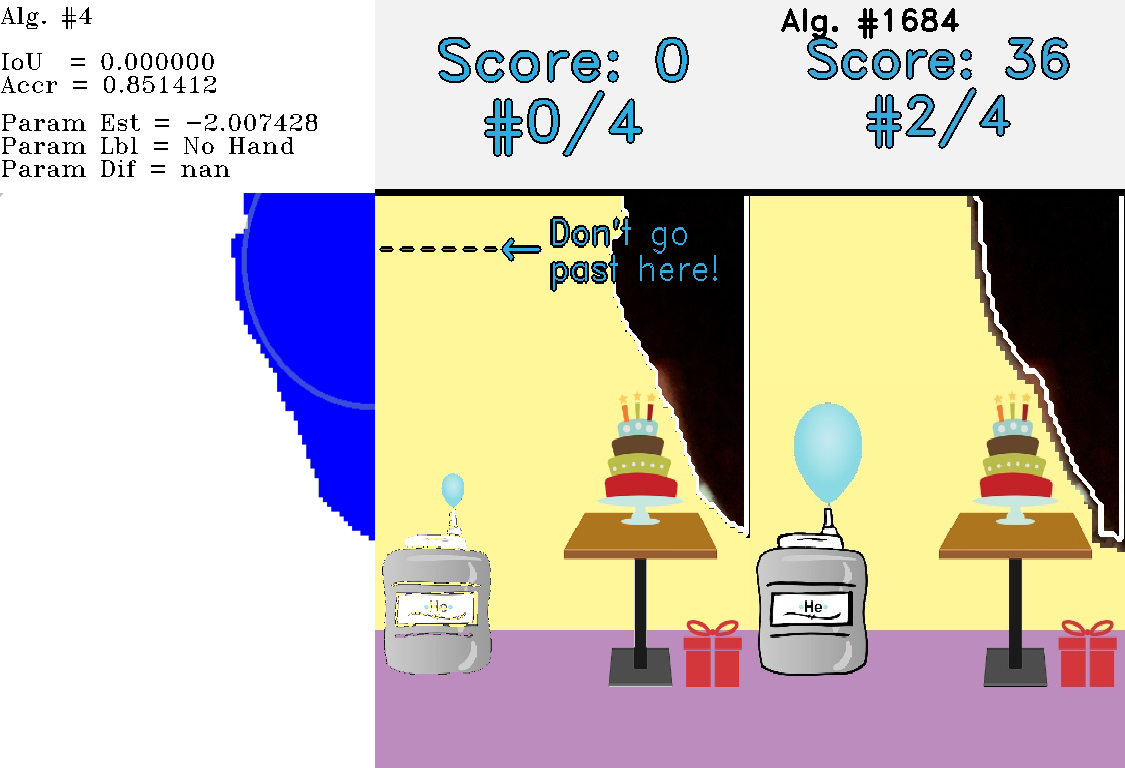 Alg. #4
IoU = 0.000000
Accr = 0.851412
Param Est = -2.007428
Param Lbl = No Hand
Param Dif = nan
Score: 0
#0/4
Don't go
past here!
He
Alg. #1684
Score: 36
#2/4
He